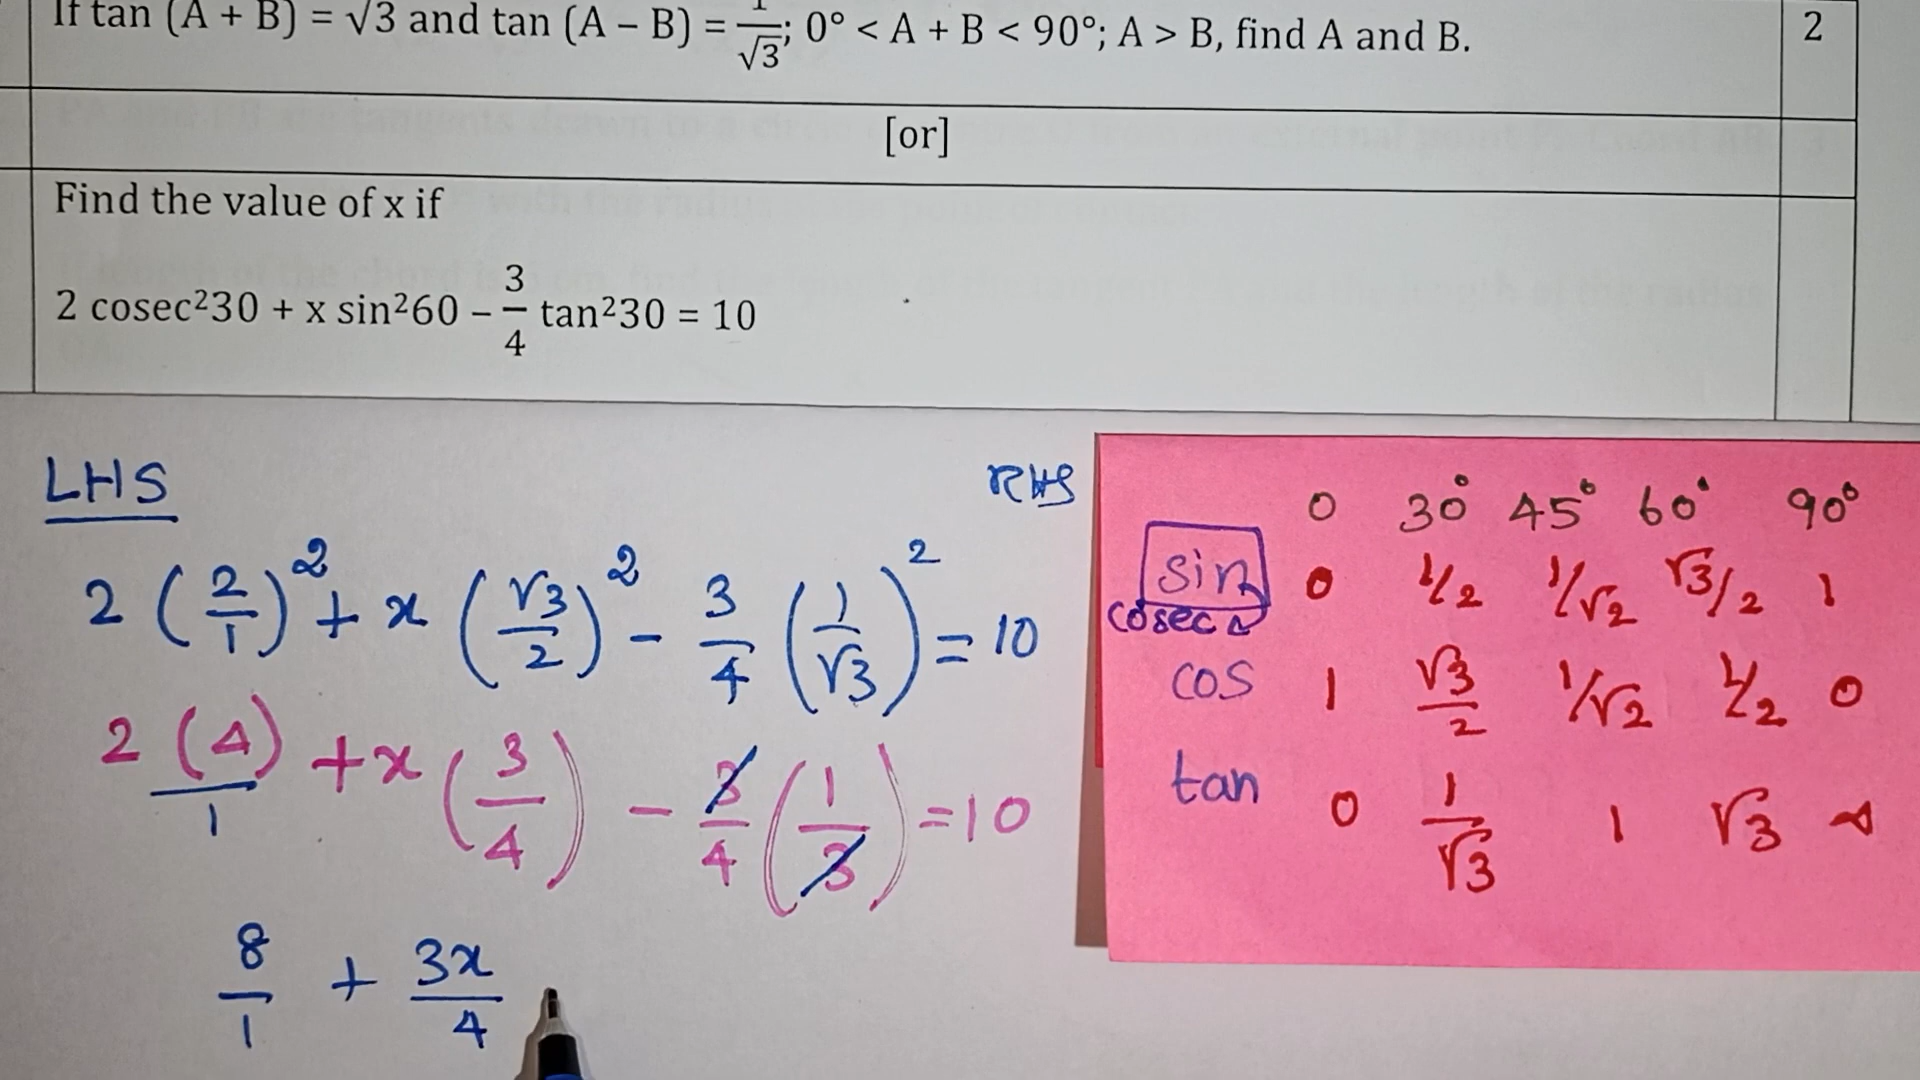 If tan (A + B) = √3 and tan (A − B) = 1/√3; 0° < A + B < 90°; A > B, find A and B.
2
[or]
Find the value of x if
2 cosec²30 + x sin²60 − 3/4 tan²30 = 10
LHS
RHS
2 (2/1)² + x (√3/2)² − 3/4 (1/√3)² = 10
2 (4)/1 + x (3/4) − 3/4 (1/3) = 10
8/1 + 3x/4
0 30° 45° 60° 90°
sin 0 1/2 1/√2 √3/2 1
cosec
cos 1 √3/2 1/√2 1/2 0
tan 0 1/√3 1 √3